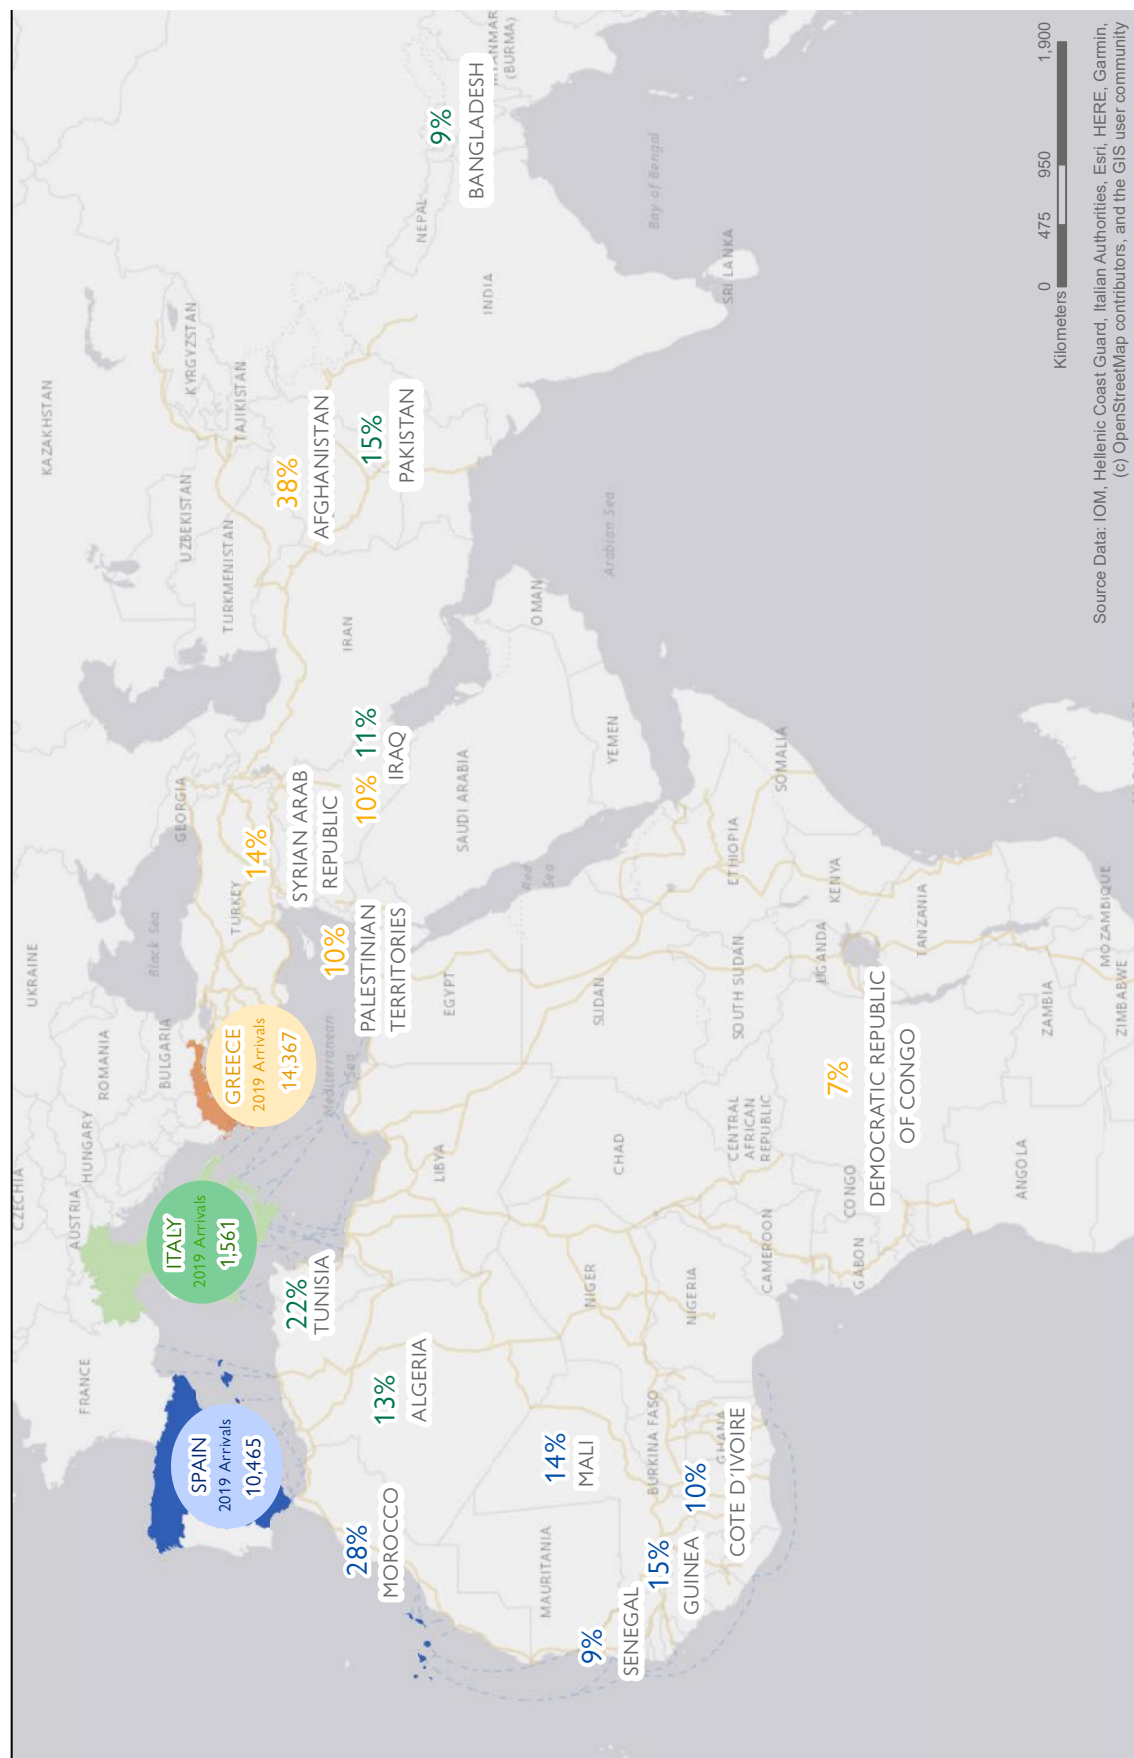 KAZAKHSTAN
UKRAINE
CZECHIA
AUSTRIA
HUNGARY
ROMANIA
BULGARIA
FRANCE
Black Sea
GEORGIA
UZBEKISTAN
KYRGYZSTAN
TURKMENISTAN
TAJIKISTAN
SPAIN
2019 Arrivals
10,465
ITALY
2019 Arrivals
1,561
GREECE
2019 Arrivals
14,367
TURKEY
14%
SYRIAN ARAB
REPUBLIC
38%
AFGHANISTAN
15%
PAKISTAN
22%
TUNISIA
Mediterranean
Sea
10%
PALESTINIAN
TERRITORIES
10%
11%
IRAQ
IRAN
NEPAL
9%
BANGLADESH
MYANMAR
(BURMA)
INDIA
28%
MOROCCO
13%
ALGERIA
LIBYA
EGYPT
SAUDI ARABIA
OMAN
Red
Sea
YEMEN
Arabian Sea
Bay of Bengal
SRI LANKA
MAURITANIA
14%
MALI
NIGER
CHAD
SUDAN
9%
SENEGAL
15%
GUINEA
10%
COTE D'IVOIRE
BURKINA FASO
GHANA
NIGERIA
CAMEROON
CENTRAL
AFRICAN
REPUBLIC
SOUTH SUDAN
ETHIOPIA
SOMALIA
GABON
CONGO
7%
DEMOCRATIC REPUBLIC
OF CONGO
UGANDA
KENYA
TANZANIA
ANGOLA
ZAMBIA
MOZAMBIQUE
ZIMBABWE
0 475 950 1,900
Kilometers
Source Data: IOM, Hellenic Coast Guard, Italian Authorities, Esri, HERE, Garmin,
(c) OpenStreetMap contributors, and the GIS user community